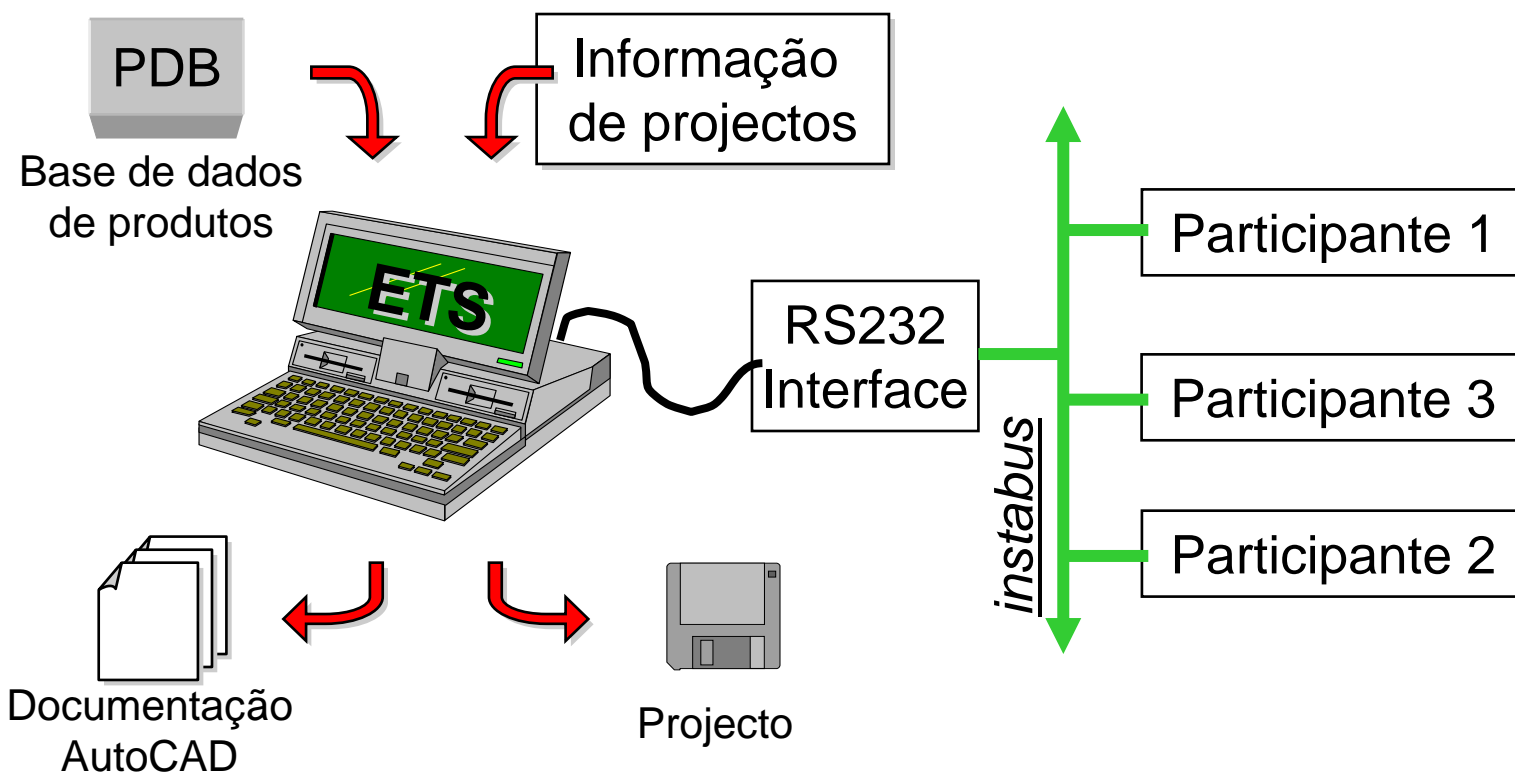 PDB
Base de dados
de produtos
Informação
de projectos
ETS
RS232
Interface
instabus
Participante 1
Participante 3
Participante 2
Documentação
AutoCAD
Projecto